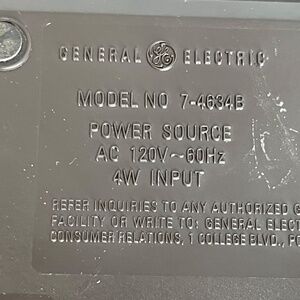 GENERAL GE ELECTRIC
MODEL NO 7-4634B
POWER SOURCE
AC 120V~60Hz
4W INPUT
REFER INQUIRIES TO ANY AUTHORIZED
FACILITY OR WRITE TO: GENERAL
CONSUMER RELATIONS, 1 COLLEGE BLVD.,